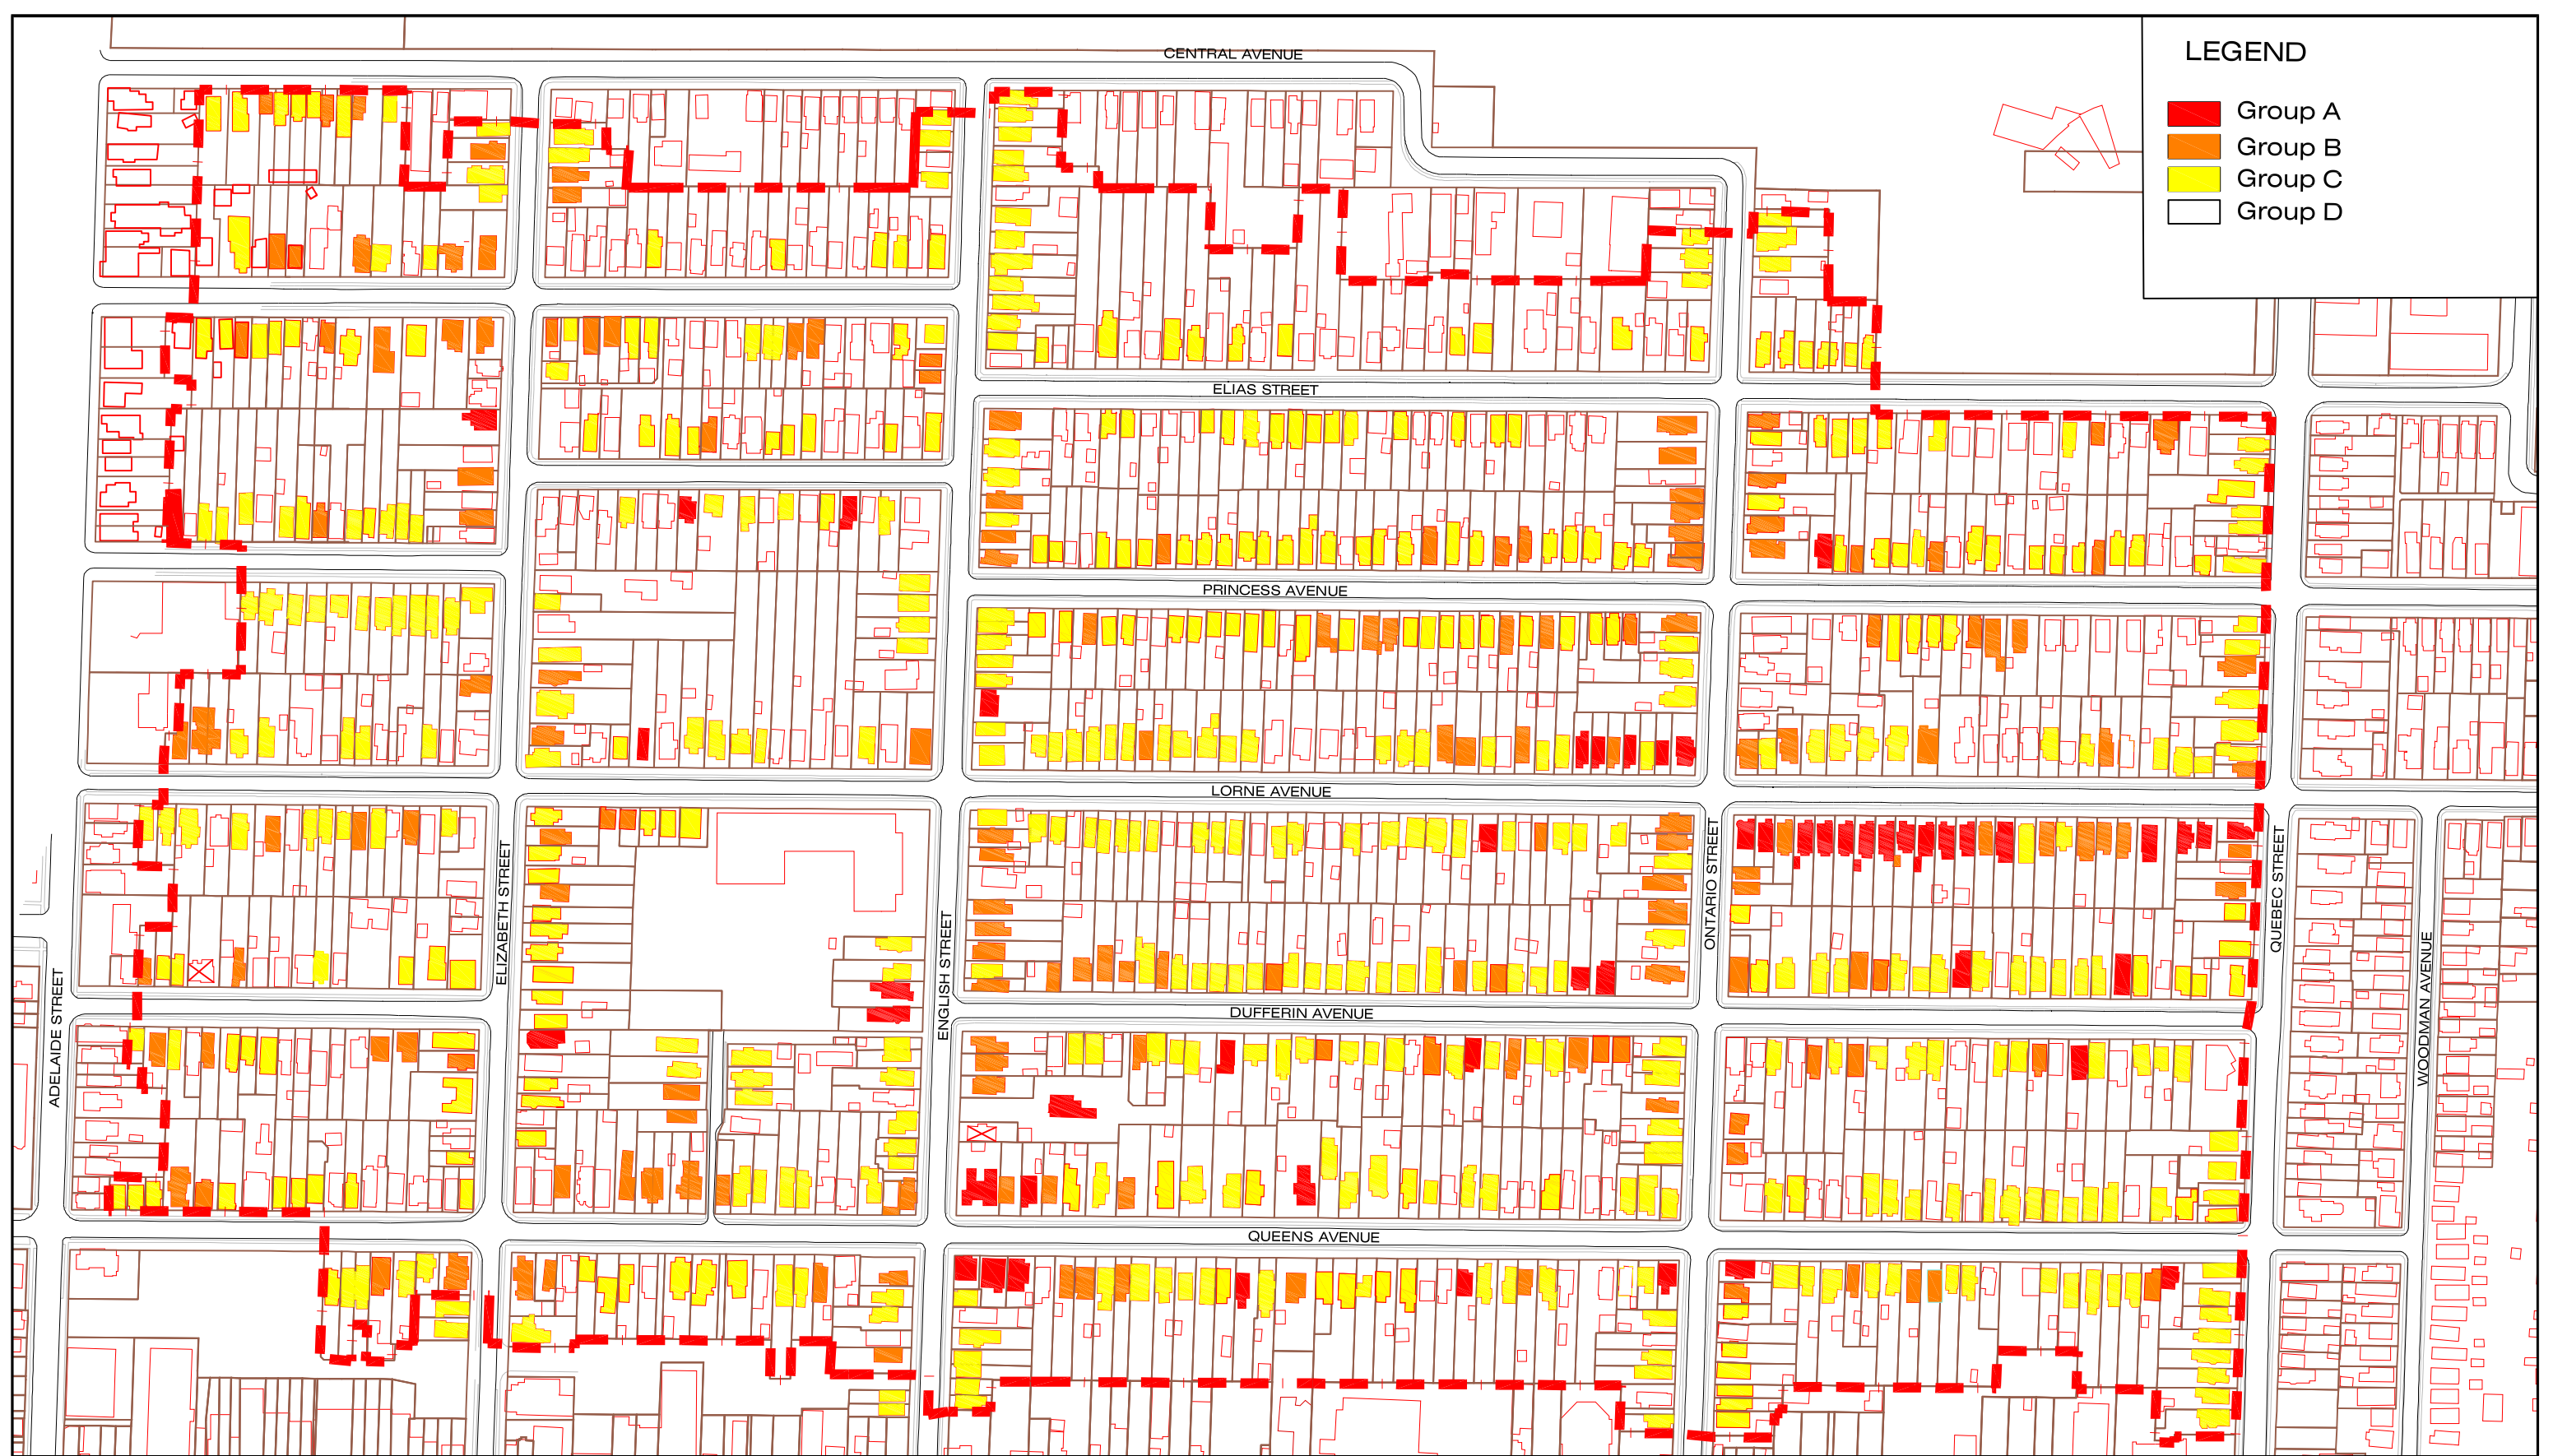 CENTRAL AVENUE
LEGEND
Group A
Group B
Group C
Group D
ELIAS STREET
PRINCESS AVENUE
LORNE AVENUE
ONTARIO STREET
QUEBEC STREET
ELIZABETH STREET
ENGLISH STREET
WOODMAN AVENUE
ADELAIDE STREET
DUFFERIN AVENUE
QUEENS AVENUE